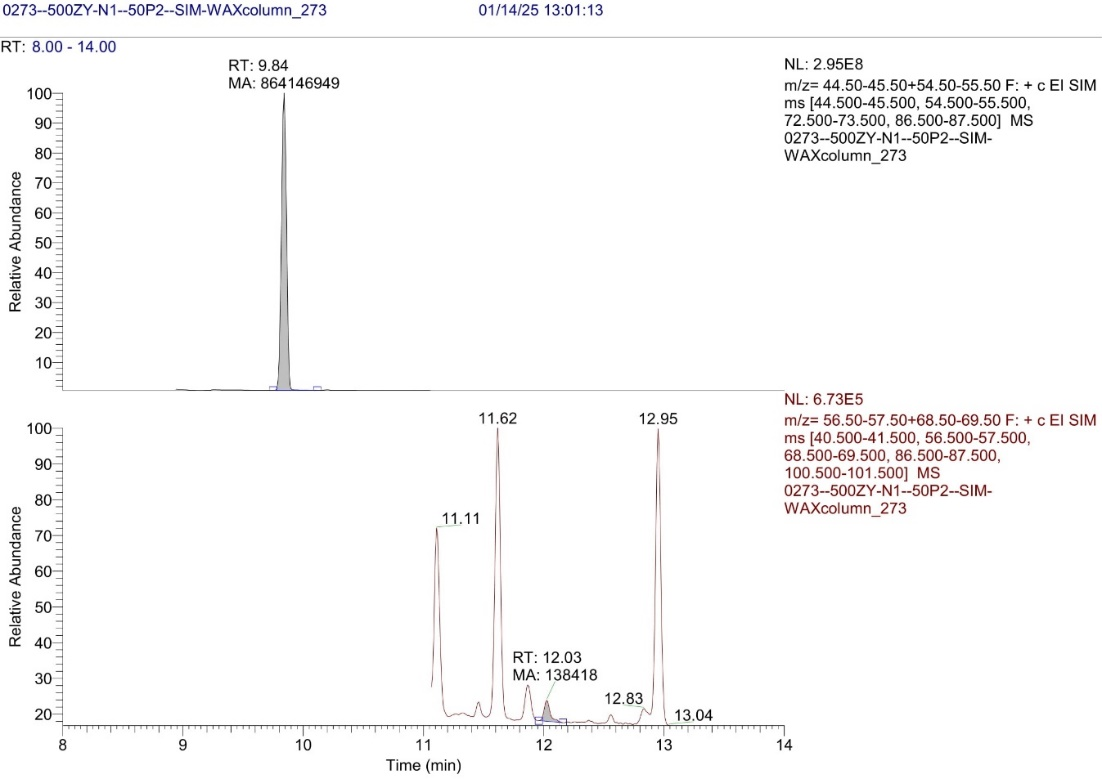 0273--500ZY-N1--50P2--SIM-WAXcolumn_273 01/14/25 13:01:13
RT: 8.00 - 14.00
RT: 9.84
MA: 864146949
NL: 2.95E8
m/z= 44.50-45.50+54.50-55.50 F: + c EI SIM
ms [44.500-45.500, 54.500-55.500,
72.500-73.500, 86.500-87.500] MS
0273--500ZY-N1--50P2--SIM-
WAXcolumn_273
100
90
80
70
60
50
40
30
20
10
Relative Abundance
NL: 6.73E5
m/z= 56.50-57.50+68.50-69.50 F: + c EI SIM
ms [40.500-41.500, 56.500-57.500,
68.500-69.500, 86.500-87.500,
100.500-101.500] MS
0273--500ZY-N1--50P2--SIM-
WAXcolumn_273
11.62
12.95
11.11
RT: 12.03
MA: 138418
12.83
13.04
100
90
80
70
60
50
40
30
20
Relative Abundance
8 9 10 11 12 13 14
Time (min)